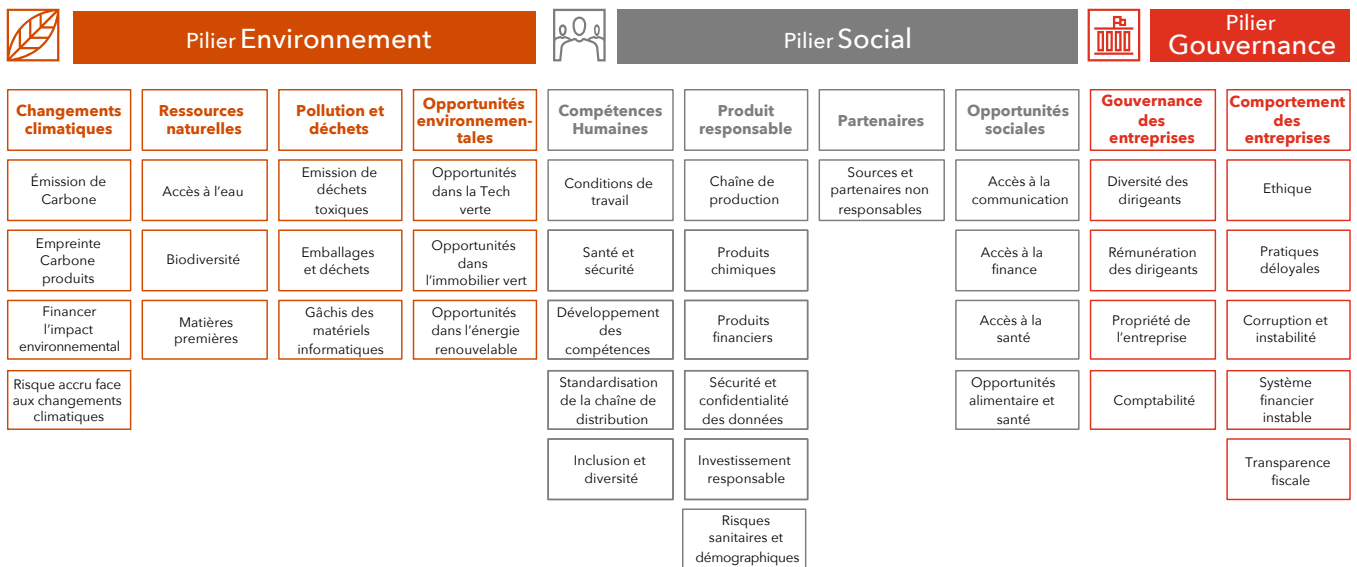 Pilier Environnement
Pilier Social
Pilier
Gouvernance
Changements
climatiques
Ressources
naturelles
Pollution et
déchets
Opportunités
environnemen-
tales
Compétences
Humaines
Produit
responsable
Partenaires
Opportunités
sociales
Gouvernance
des
entreprises
Comportement
des
entreprises
Émission de
Carbone
Accès à l’eau
Emission de
déchets
toxiques
Opportunités
dans la Tech
verte
Conditions de
travail
Chaîne de
production
Sources et
partenaires non
responsables
Accès à la
communication
Diversité des
dirigeants
Ethique
Empreinte
Carbone
produits
Biodiversité
Emballages
et déchets
Opportunités
dans
l’immobilier vert
Santé et
sécurité
Produits
chimiques
Accès à la
finance
Rémunération
des dirigeants
Pratiques
déloyales
Financer
l’impact
environnemental
Matières
premières
Gâchis des
matériels
informatiques
Opportunités
dans l’énergie
renouvelable
Développement
des
compétences
Produits
financiers
Accès à la
santé
Propriété de
l’entreprise
Corruption et
instabilité
Risque accru face
aux changements
climatiques
Standardisation
de la chaîne de
distribution
Sécurité et
confidentialité
des données
Opportunités
alimentaire et
santé
Comptabilité
Système
financier
instable
Inclusion et
diversité
Investissement
responsable
Transparence
fiscale
Risques
sanitaires et
démographiques